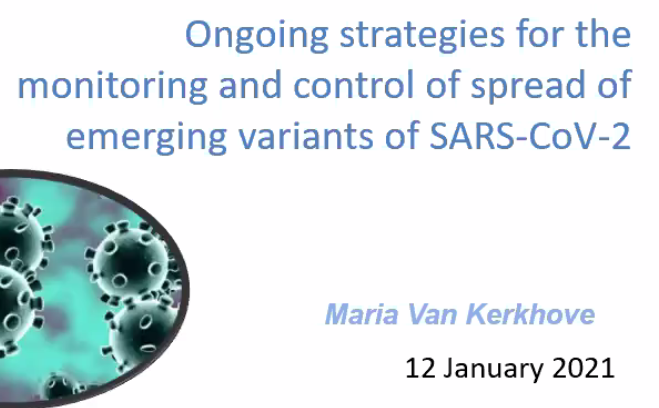 Ongoing strategies for the
monitoring and control of spread of
emerging variants of SARS-CoV-2
Maria Van Kerkhove
12 January 2021